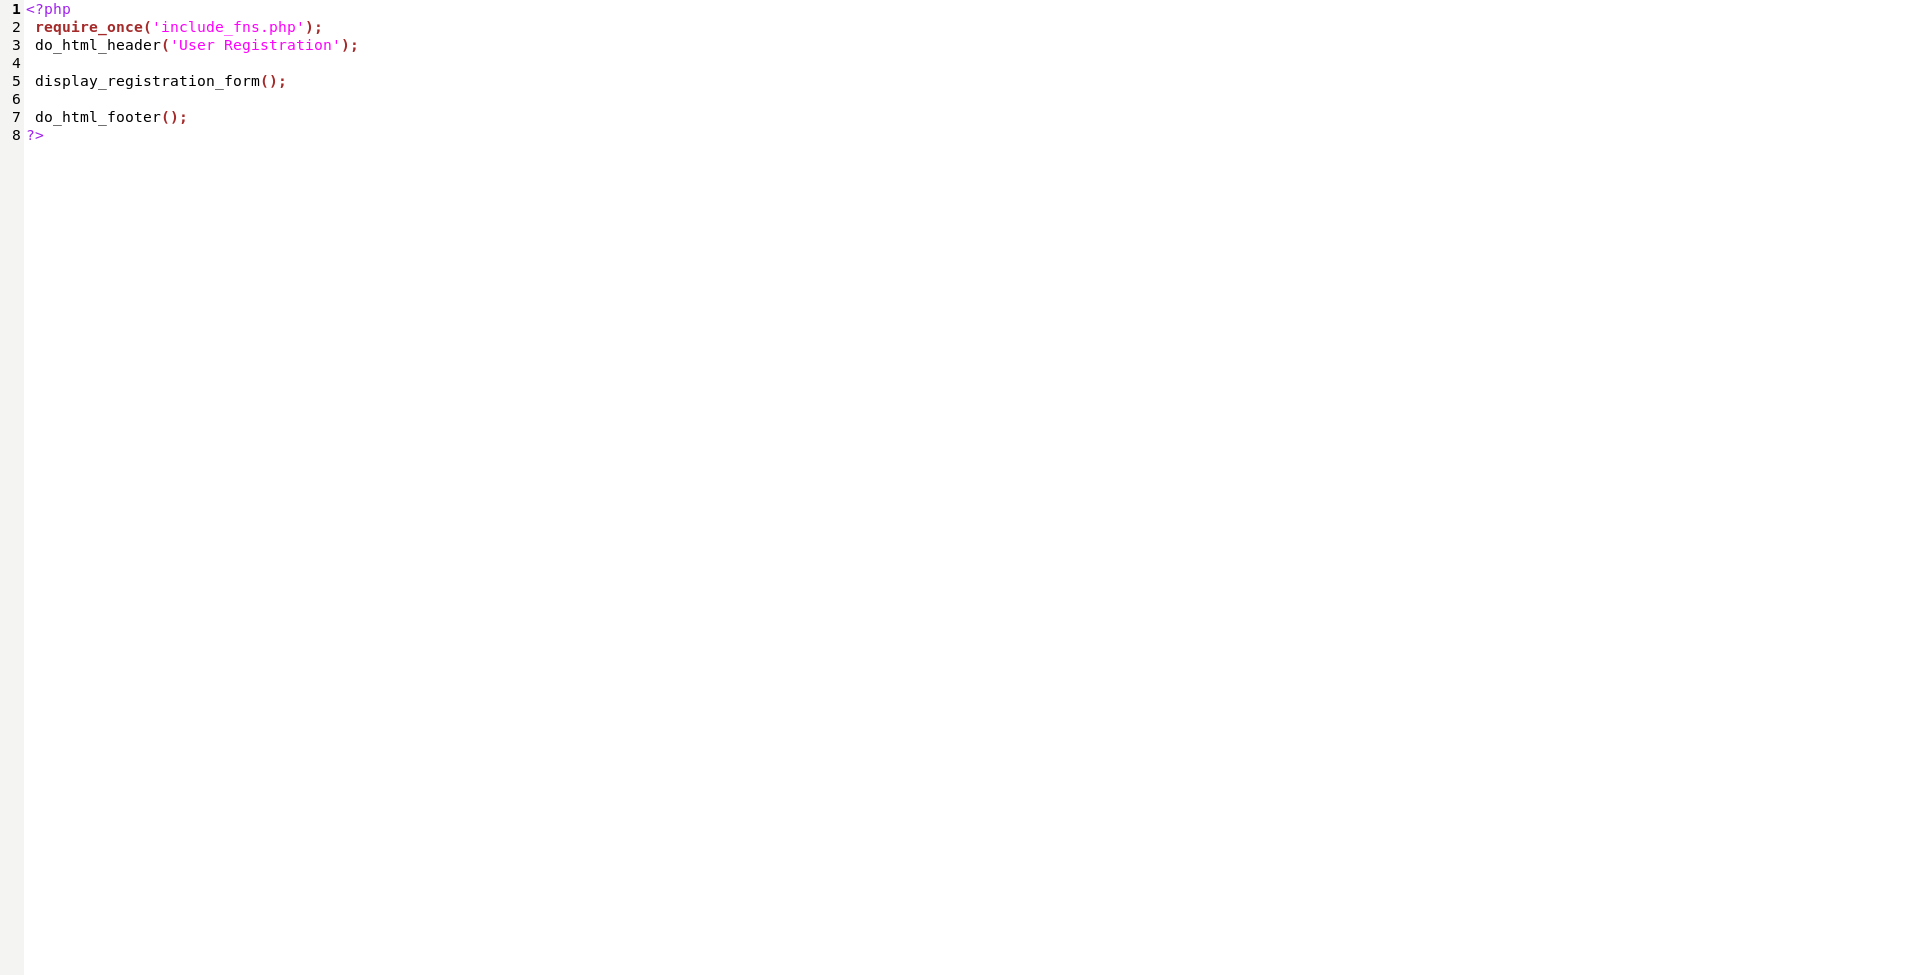 1 <?php
2  require_once('include_fns.php');
3  do_html_header('User Registration');
4
5  display_registration_form();
6
7  do_html_footer();
8 ?>